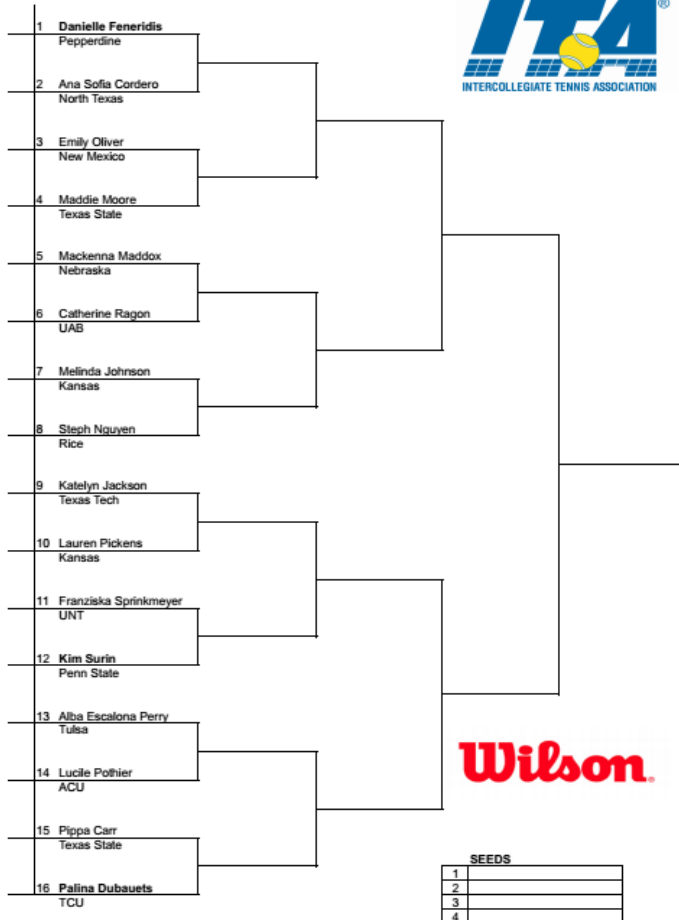 ITA
®
INTERCOLLEGIATE TENNIS ASSOCIATION
1 Danielle Feneridis
Pepperdine
2 Ana Sofia Cordero
North Texas
3 Emily Oliver
New Mexico
4 Maddie Moore
Texas State
5 Mackenna Maddox
Nebraska
6 Catherine Ragon
UAB
7 Melinda Johnson
Kansas
8 Steph Nguyen
Rice
9 Katelyn Jackson
Texas Tech
10 Lauren Pickens
Kansas
11 Franziska Sprinkmeyer
UNT
12 Kim Surin
Penn State
13 Alba Escalona Perry
Tulsa
14 Lucile Pothier
ACU
15 Pippa Carr
Texas State
16 Palina Dubauets
TCU
Wilson.
SEEDS
1
2
3
4